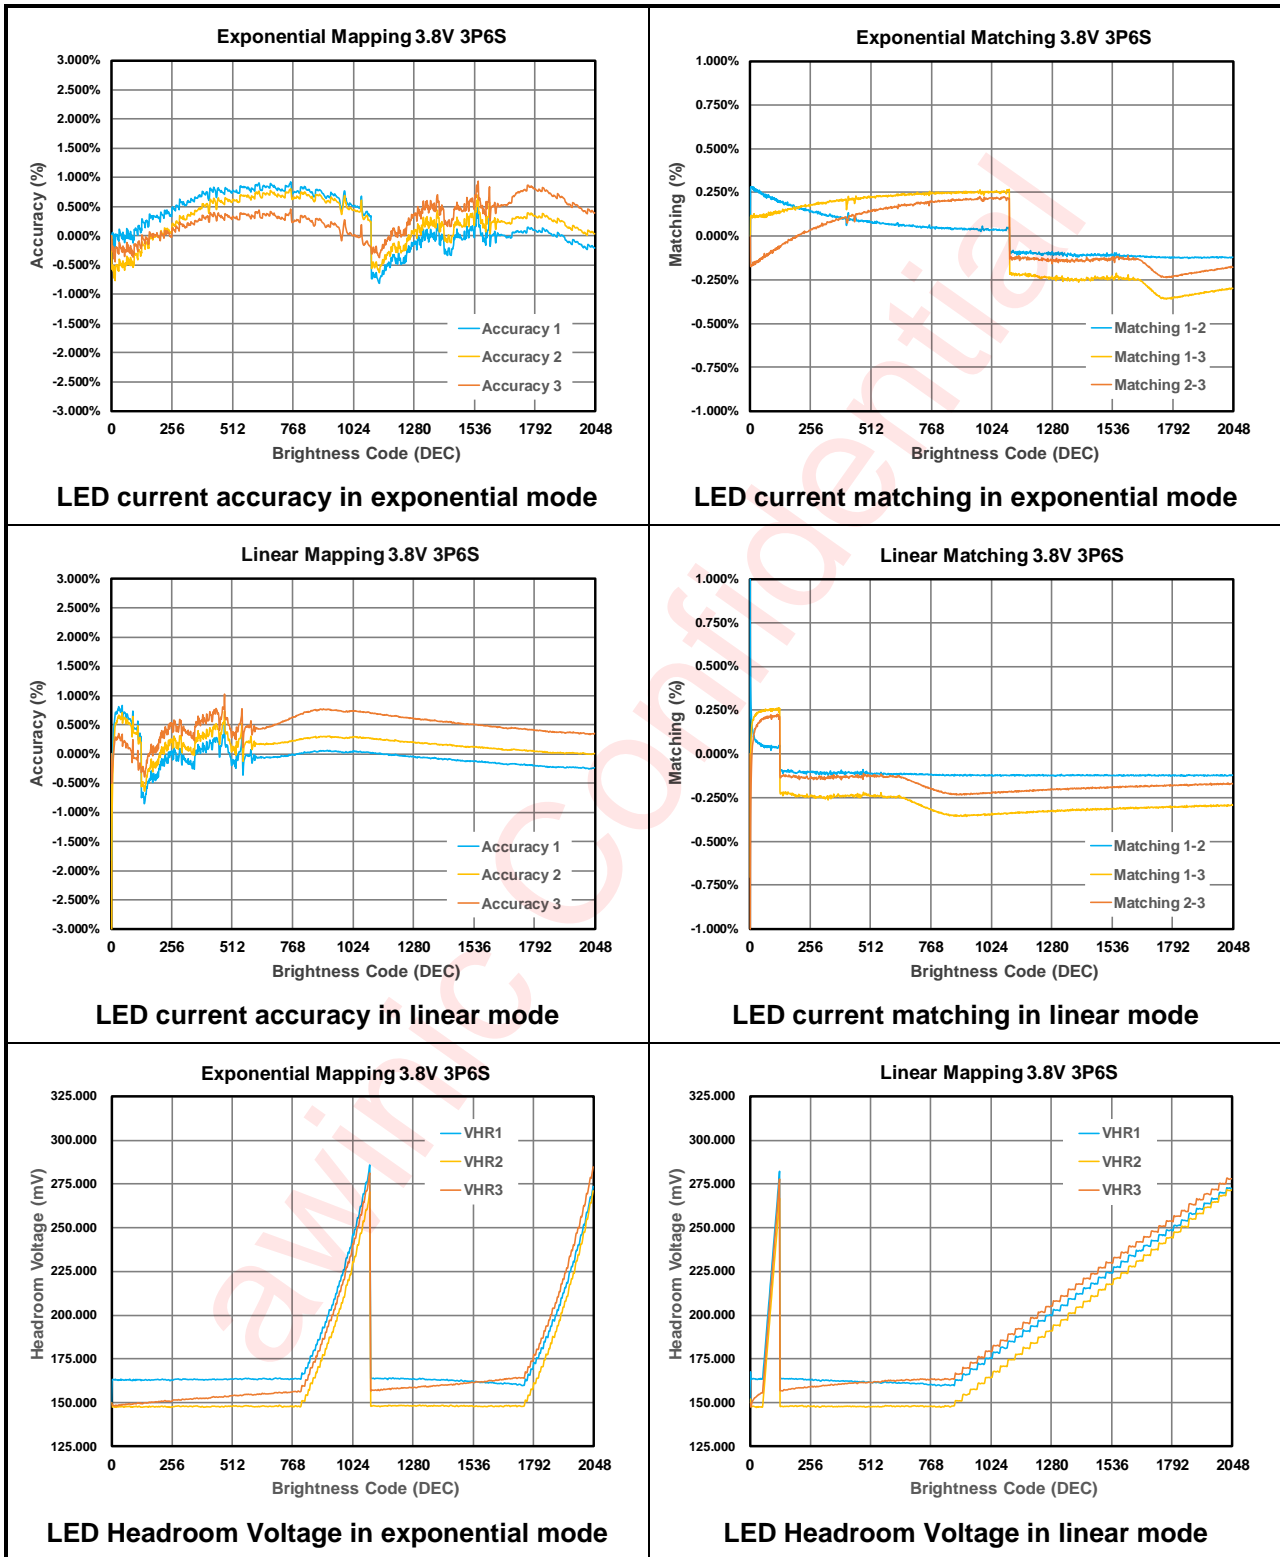 Exponential Mapping 3.8V 3P6S
3.000%
2.500%
2.000%
1.500%
1.000%
0.500%
0.000%
-0.500%
-1.000%
-1.500%
-2.000%
-2.500%
-3.000%
Accuracy (%)
Accuracy 1
Accuracy 2
Accuracy 3
0 256 512 768 1024 1280 1536 1792 2048
Brightness Code (DEC)
LED current accuracy in exponential mode
Exponential Matching 3.8V 3P6S
1.000%
0.750%
0.500%
0.250%
0.000%
-0.250%
-0.500%
-0.750%
-1.000%
Matching (%)
Matching 1-2
Matching 1-3
Matching 2-3
0 256 512 768 1024 1280 1536 1792 2048
Brightness Code (DEC)
LED current matching in exponential mode
Linear Mapping 3.8V 3P6S
3.000%
2.500%
2.000%
1.500%
1.000%
0.500%
0.000%
-0.500%
-1.000%
-1.500%
-2.000%
-2.500%
-3.000%
Accuracy (%)
Accuracy 1
Accuracy 2
Accuracy 3
0 256 512 768 1024 1280 1536 1792 2048
Brightness Code (DEC)
LED current accuracy in linear mode
Linear Matching 3.8V 3P6S
1.000%
0.750%
0.500%
0.250%
0.000%
-0.250%
-0.500%
-0.750%
-1.000%
Matching (%)
Matching 1-2
Matching 1-3
Matching 2-3
0 256 512 768 1024 1280 1536 1792 2048
Brightness Code (DEC)
LED current matching in linear mode
Exponential Mapping 3.8V 3P6S
325.000
300.000
275.000
250.000
225.000
200.000
175.000
150.000
125.000
Headroom Voltage (mV)
VHR1
VHR2
VHR3
0 256 512 768 1024 1280 1536 1792 2048
Brightness Code (DEC)
LED Headroom Voltage in exponential mode
Linear Mapping 3.8V 3P6S
325.000
300.000
275.000
250.000
225.000
200.000
175.000
150.000
125.000
Headroom Voltage (mV)
VHR1
VHR2
VHR3
0 256 512 768 1024 1280 1536 1792 2048
Brightness Code (DEC)
LED Headroom Voltage in linear mode
awinic Confidential